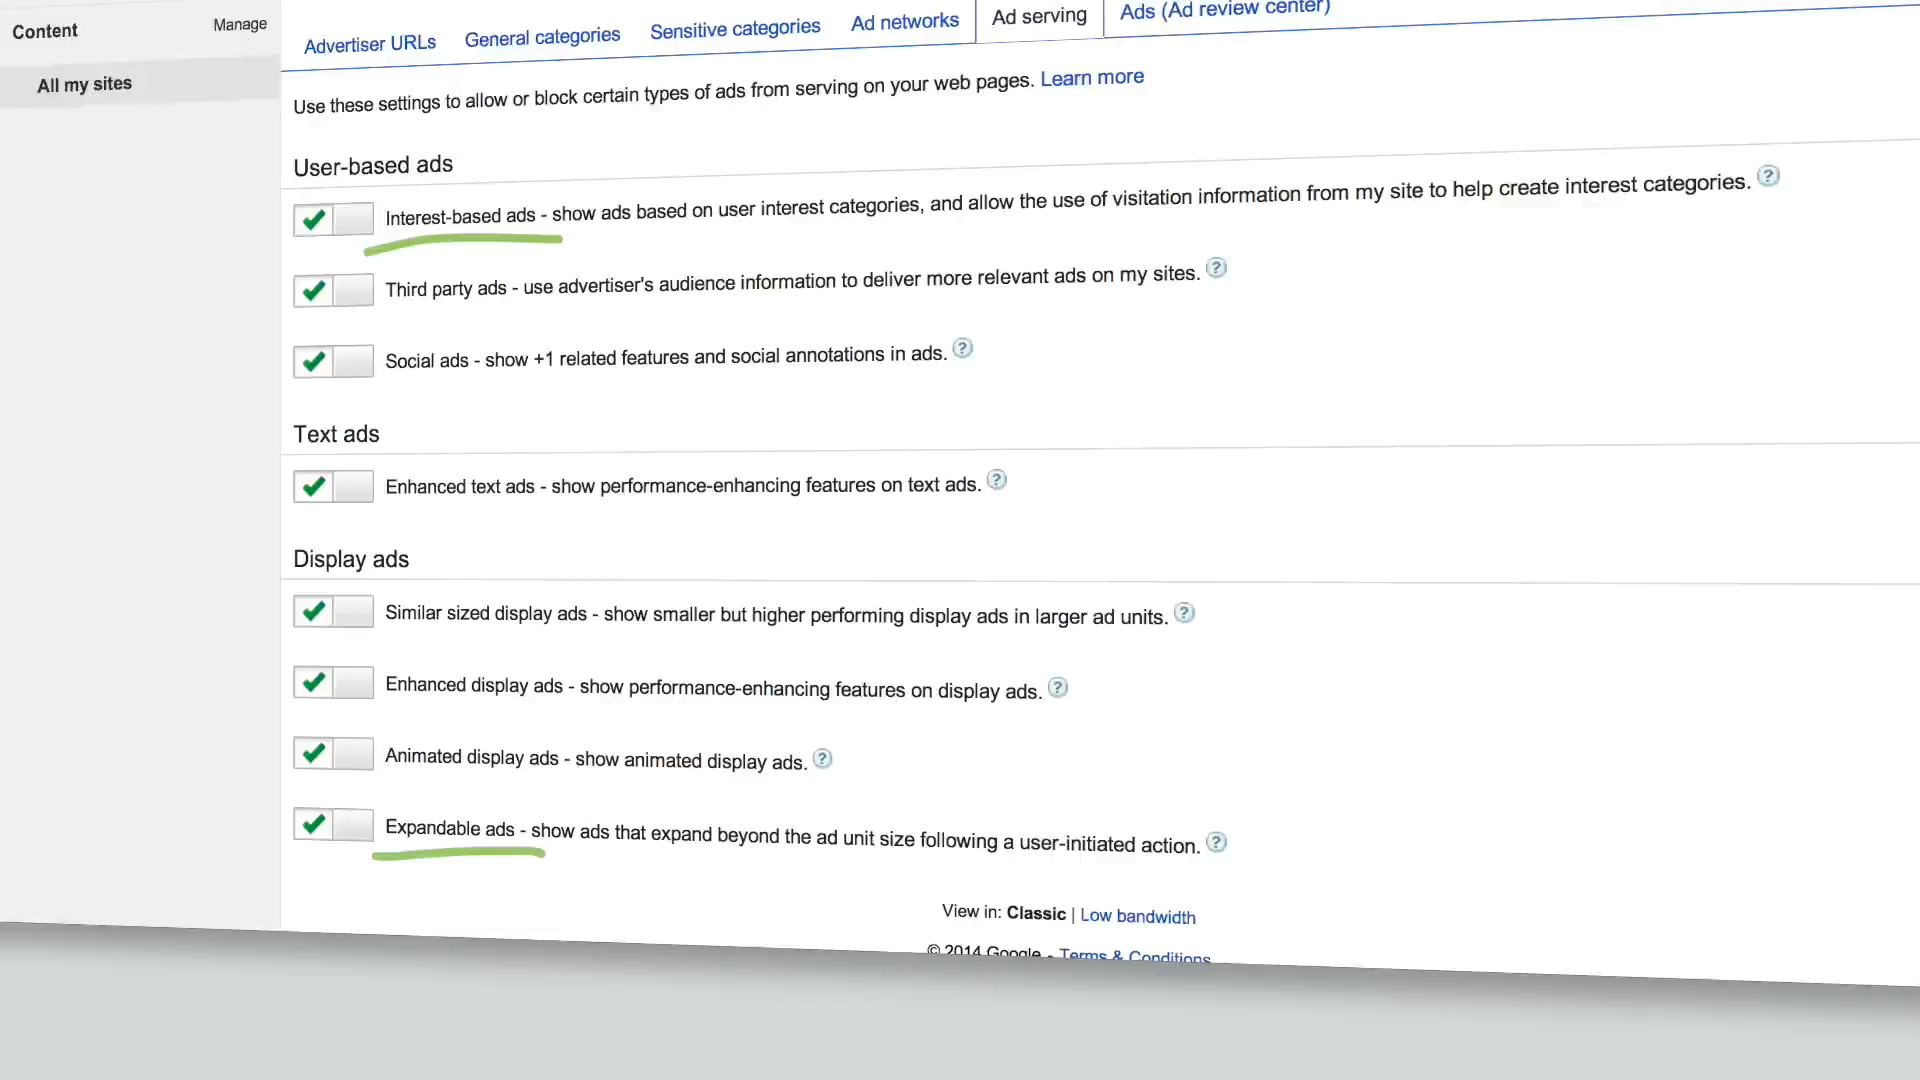 Content Manage
All my sites
Advertiser URLs General categories Sensitive categories Ad networks Ad serving Ads (Ad review center)
Use these settings to allow or block certain types of ads from serving on your web pages. Learn more
User-based ads
Interest-based ads - show ads based on user interest categories, and allow the use of visitation information from my site to help create interest categories. ?
Third party ads - use advertiser's audience information to deliver more relevant ads on my sites. ?
Social ads - show +1 related features and social annotations in ads. ?
Text ads
Enhanced text ads - show performance-enhancing features on text ads. ?
Display ads
Similar sized display ads - show smaller but higher performing display ads in larger ad units. ?
Enhanced display ads - show performance-enhancing features on display ads. ?
Animated display ads - show animated display ads. ?
Expandable ads - show ads that expand beyond the ad unit size following a user-initiated action. ?
View in: Classic | Low bandwidth
© 2014 Google - Terms & Conditions